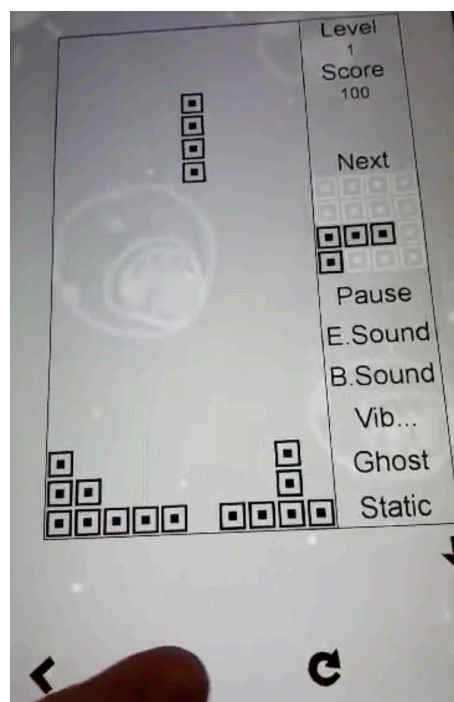 Level
1
Score
100
Next
Pause
E.Sound
B.Sound
Vib...
Ghost
Static